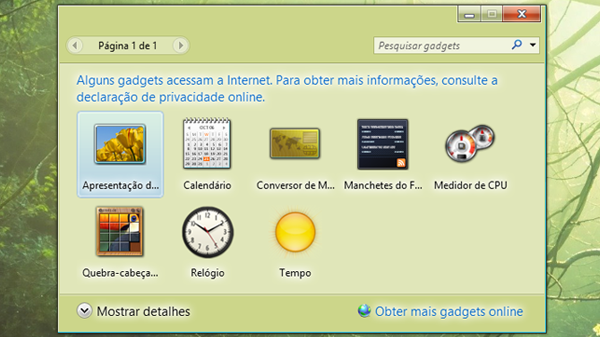 Página 1 de 1
Pesquisar gadgets
Alguns gadgets acessam a Internet. Para obter mais informações, consulte a
declaração de privacidade online.
Apresentação d...
Calendário
Conversor de M...
Manchetes do F...
Medidor de CPU
Quebra-cabeça...
Relógio
Tempo
Mostrar detalhes
Obter mais gadgets online